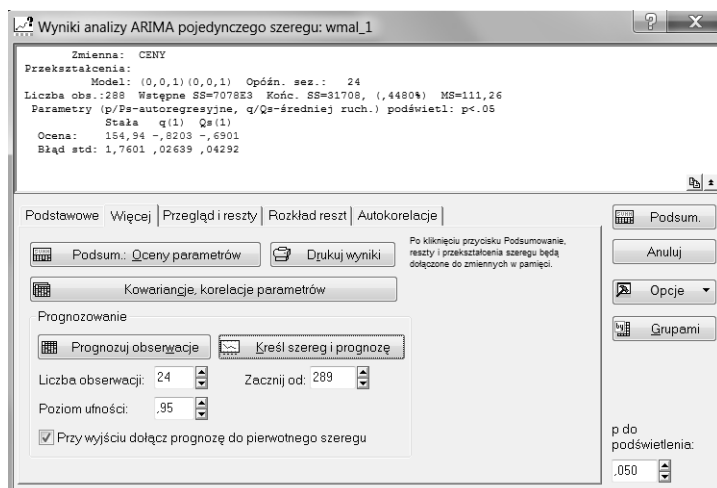 Wyniki analizy ARIMA pojedynczego szeregu: wmal_1
Zmienna: CENY
Przekształcenia:
Model: (0,0,1)(0,0,1) Opóźn. sez.: 24
Liczba obs.:288 Wstępne SS=7078E3 Końc. SS=31708, (,4480%) MS=111,26
Parametry (p/Ps-autoregresyjne, q/Qs-średniej ruch.) podświetl: p<.05
Stała q(1) Qs(1)
Ocena: 154,94 -,8203 -,6901
Błąd std: 1,7601 ,02639 ,04292
Podstawowe Więcej Przegląd i reszty Rozkład reszt Autokorelacje
Podsum.
Podsum.: Oceny parametrów
Drukuj wyniki
Po kliknięciu przycisku Podsumowanie,
reszty i przekształcenia szeregu będą
dołączone do zmiennych w pamięci.
Anuluj
Kowariancje, korelacje parametrów
Opcje
Prognozowanie
Grupami
Prognozuj obserwacje
Kreśl szereg i prognozę
Liczba obserwacji: 24 Zacznij od: 289
Poziom ufności: ,95
Przy wyjściu dołącz prognozę do pierwotnego szeregu
p do
podświetlenia:
,050